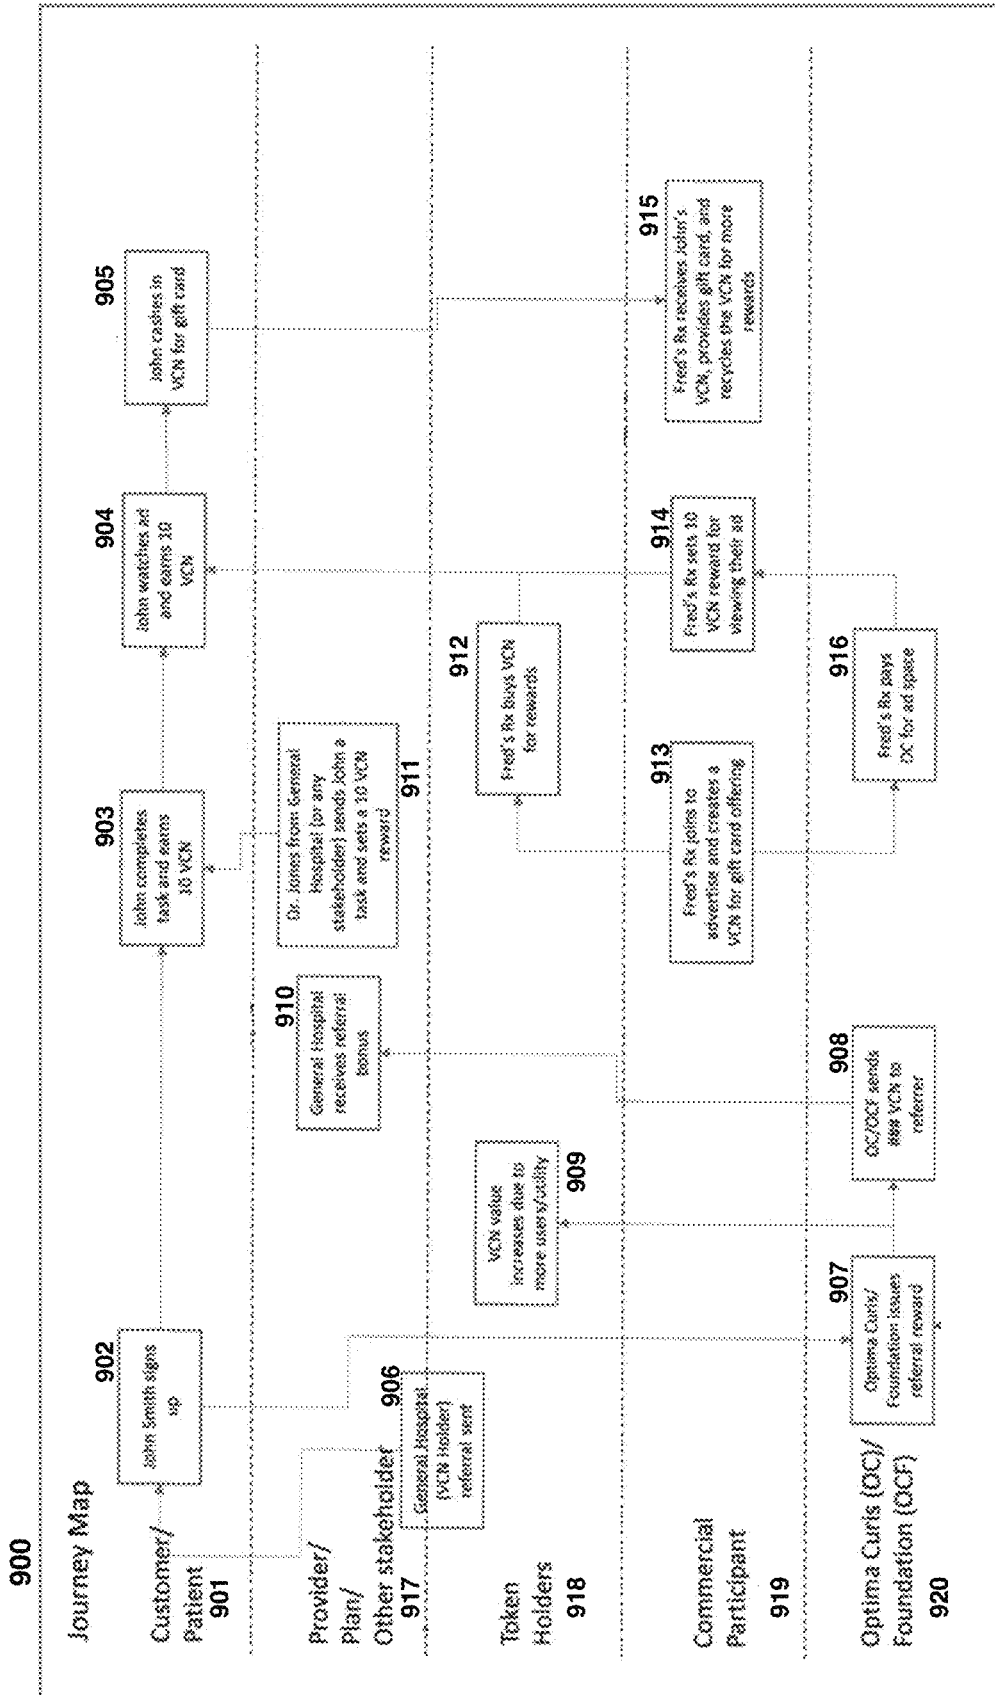 900
Journey Map
Customer/
Patient
901
902
John Smith signs
up
903
John completes
task and earns
10 VCN
904
John watches ad
and earns 10
VCN
905
John cashes in
VCN for gift card
Provider/
Plan/
Other stakeholder
917
906
General Hospital
(VCN Holder)
referral sent
910
General Hospital
receives referral
bonus
Dr. Jones from General
Hospital (or any
stakeholder) sends John a
task and sets a 10 VCN
reward
911
Token
Holders
918
VCN value
increases due to
more users/utility
909
912
Fred's Rx buys VCN
for rewards
Commercial
Participant
919
913
Fred's Rx joins to
advertise and creates a
VCN for gift card offering
914
Fred's Rx sets 10
VCN reward for
viewing their ad
915
Fred's Rx receives John's
VCN, provides gift card, and
recycles the VCN for more
rewards
Optima Curis (OC)/
Foundation (OCF)
920
907
Optima Curis/
Foundation issues
referral reward
908
OC/OCF sends
### VCN to
referrer
916
Fred's Rx pays
OC for ad space